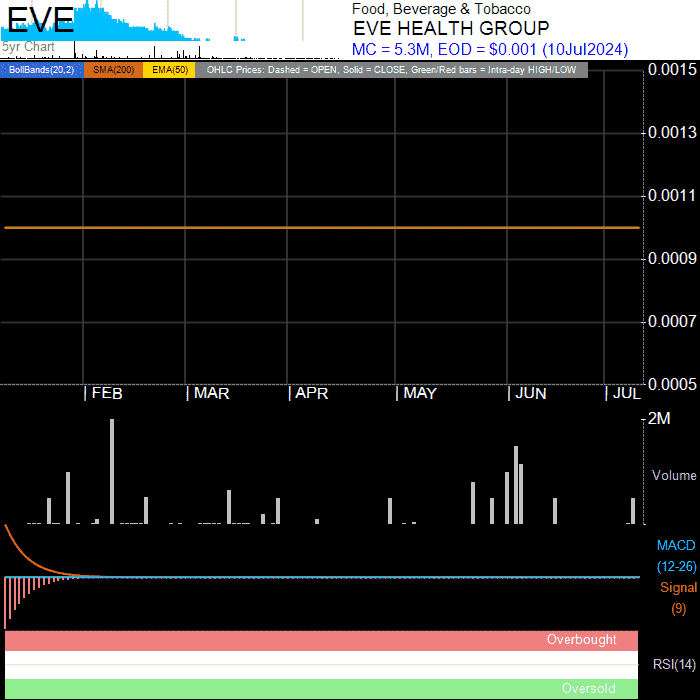 EVE
5yr Chart
Food, Beverage & Tobacco
EVE HEALTH GROUP
MC = 5.3M, EOD = $0.001 (10Jul2024)
BollBands(20,2) SMA(200) EMA(50) OHLC Prices: Dashed = OPEN, Solid = CLOSE, Green/Red bars = Intra-day HIGH/LOW
0.0015
0.0013
0.0011
0.0009
0.0007
0.0005
FEB MAR APR MAY JUN JUL
2M
Volume
MACD
(12-26)
Signal
(9)
Overbought
RSI(14)
Oversold